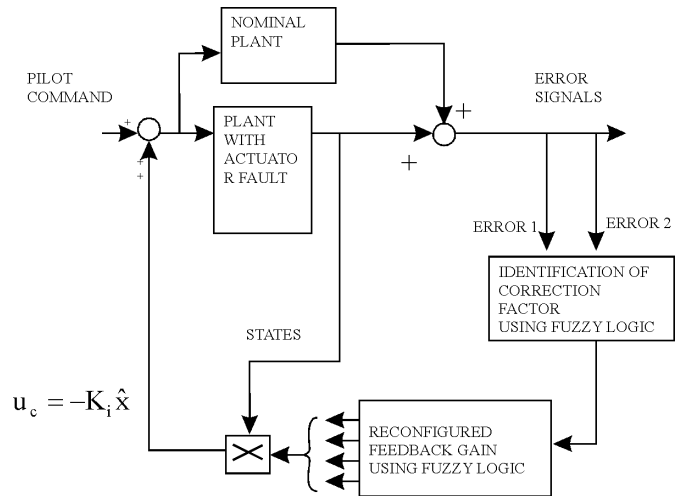 NOMINAL
PLANT
PILOT
COMMAND
ERROR
SIGNALS
+
+
PLANT
WITH
ACTUATO
R FAULT
+
+
+
ERROR 1
ERROR 2
IDENTIFICATION OF
CORRECTION
FACTOR
USING FUZZY LOGIC
STATES
u_c = −K_i x̂
RECONFIGURED
FEEDBACK GAIN
USING FUZZY LOGIC